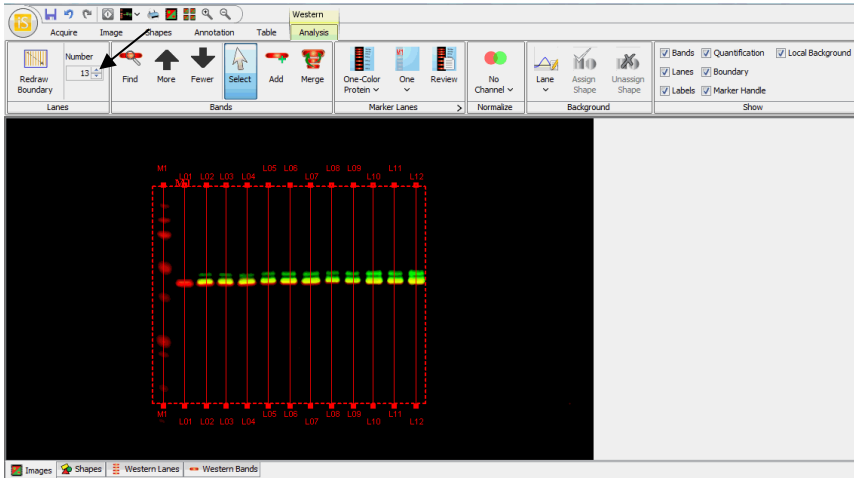 iS
Western
Acquire Image Shapes Annotation Table Analysis
Redraw Boundary
Number
13
Find More Fewer Select Add Merge
One-Color Protein One Review
No Channel
Lane Assign Shape Unassign Shape
Bands Quantification Local Background
Lanes Boundary
Labels Marker Handle
Lanes Bands Marker Lanes > Normalize Background Show
M1 L01 L02 L03 L04 L05 L06 L07 L08 L09 L10 L11 L12
M1 L01 L02 L03 L04 L05 L06 L07 L08 L09 L10 L11 L12
Images Shapes Western Lanes Western Bands